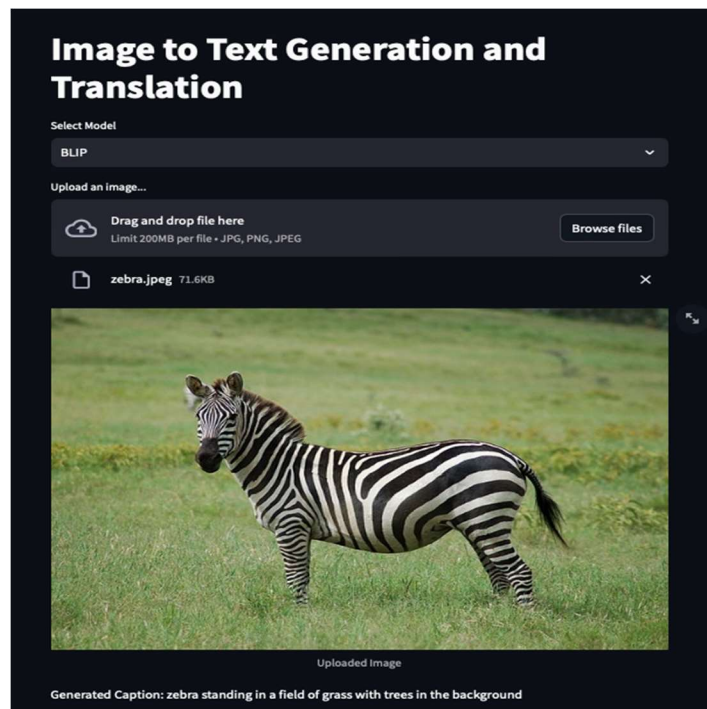 Image to Text Generation and
Translation
Select Model
BLIP
Upload an image...
Drag and drop file here
Limit 200MB per file • JPG, PNG, JPEG
Browse files
zebra.jpeg 71.6KB
Uploaded Image
Generated Caption: zebra standing in a field of grass with trees in the background